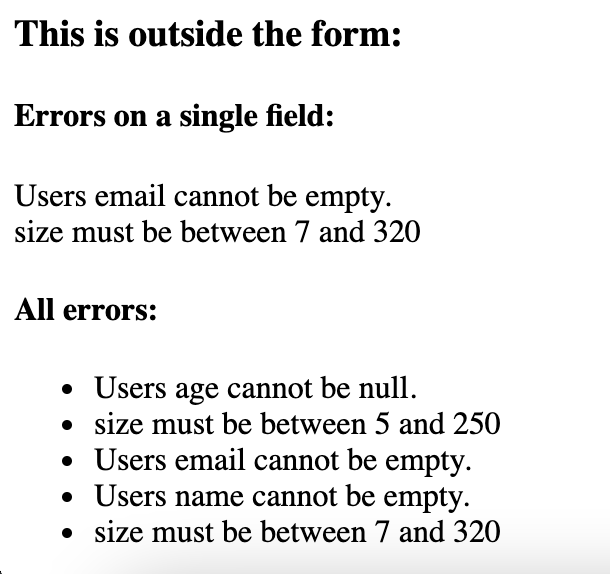 This is outside the form:
Errors on a single field:
Users email cannot be empty.
size must be between 7 and 320
All errors:
• Users age cannot be null.
• size must be between 5 and 250
• Users email cannot be empty.
• Users name cannot be empty.
• size must be between 7 and 320